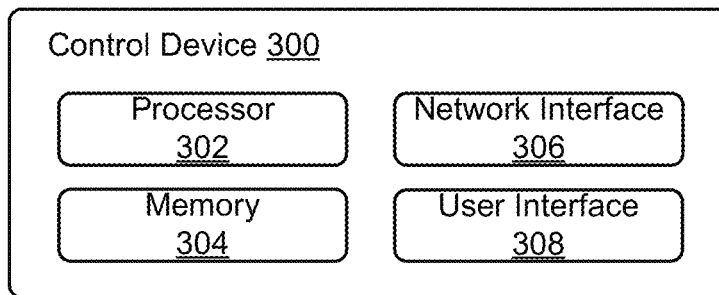 Control Device 300
Processor
302
Network Interface
306
Memory
304
User Interface
308